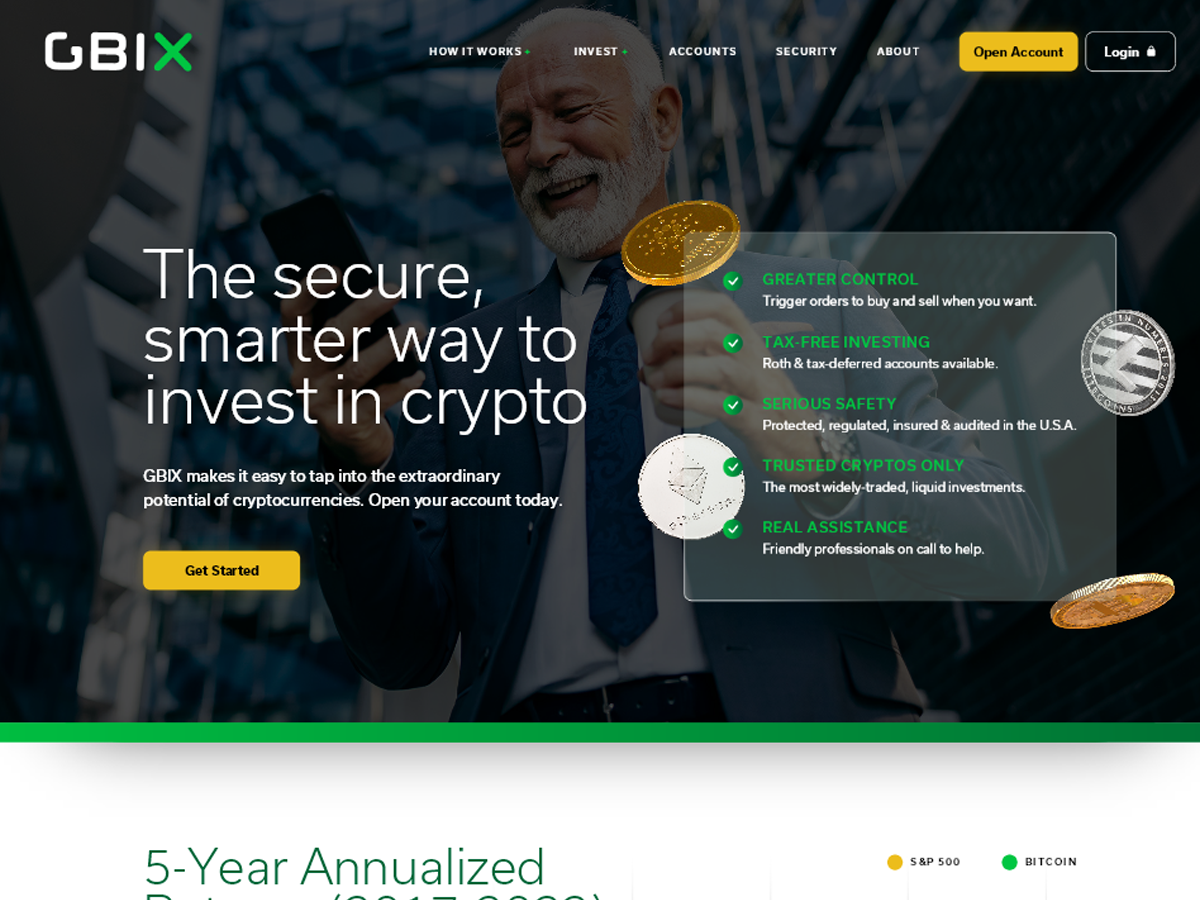 GBIX
HOW IT WORKS +
INVEST +
ACCOUNTS
SECURITY
ABOUT
Open Account
Login
The secure,
smarter way to
invest in crypto
GBIX makes it easy to tap into the extraordinary
potential of cryptocurrencies. Open your account today.
Get Started
GREATER CONTROL
Trigger orders to buy and sell when you want.
TAX-FREE INVESTING
Roth & tax-deferred accounts available.
SERIOUS SAFETY
Protected, regulated, insured & audited in the U.S.A.
TRUSTED CRYPTOS ONLY
The most widely-traded, liquid investments.
REAL ASSISTANCE
Friendly professionals on call to help.
VIRES IN NUMERIS 2011
5-Year Annualized
S&P 500
BITCOIN